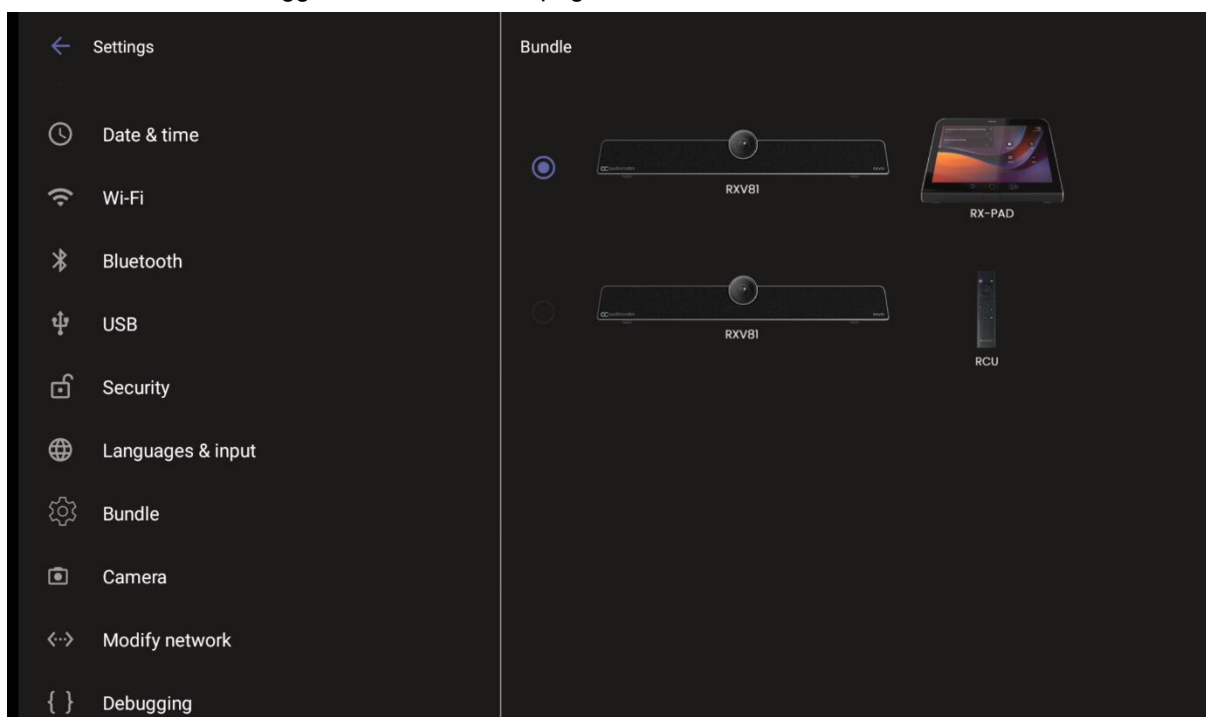 Settings
Date & time
Wi-Fi
Bluetooth
USB
Security
Languages & input
Bundle
Camera
Modify network
Debugging
Bundle
RXV81
RX-PAD
RXV81
RCU